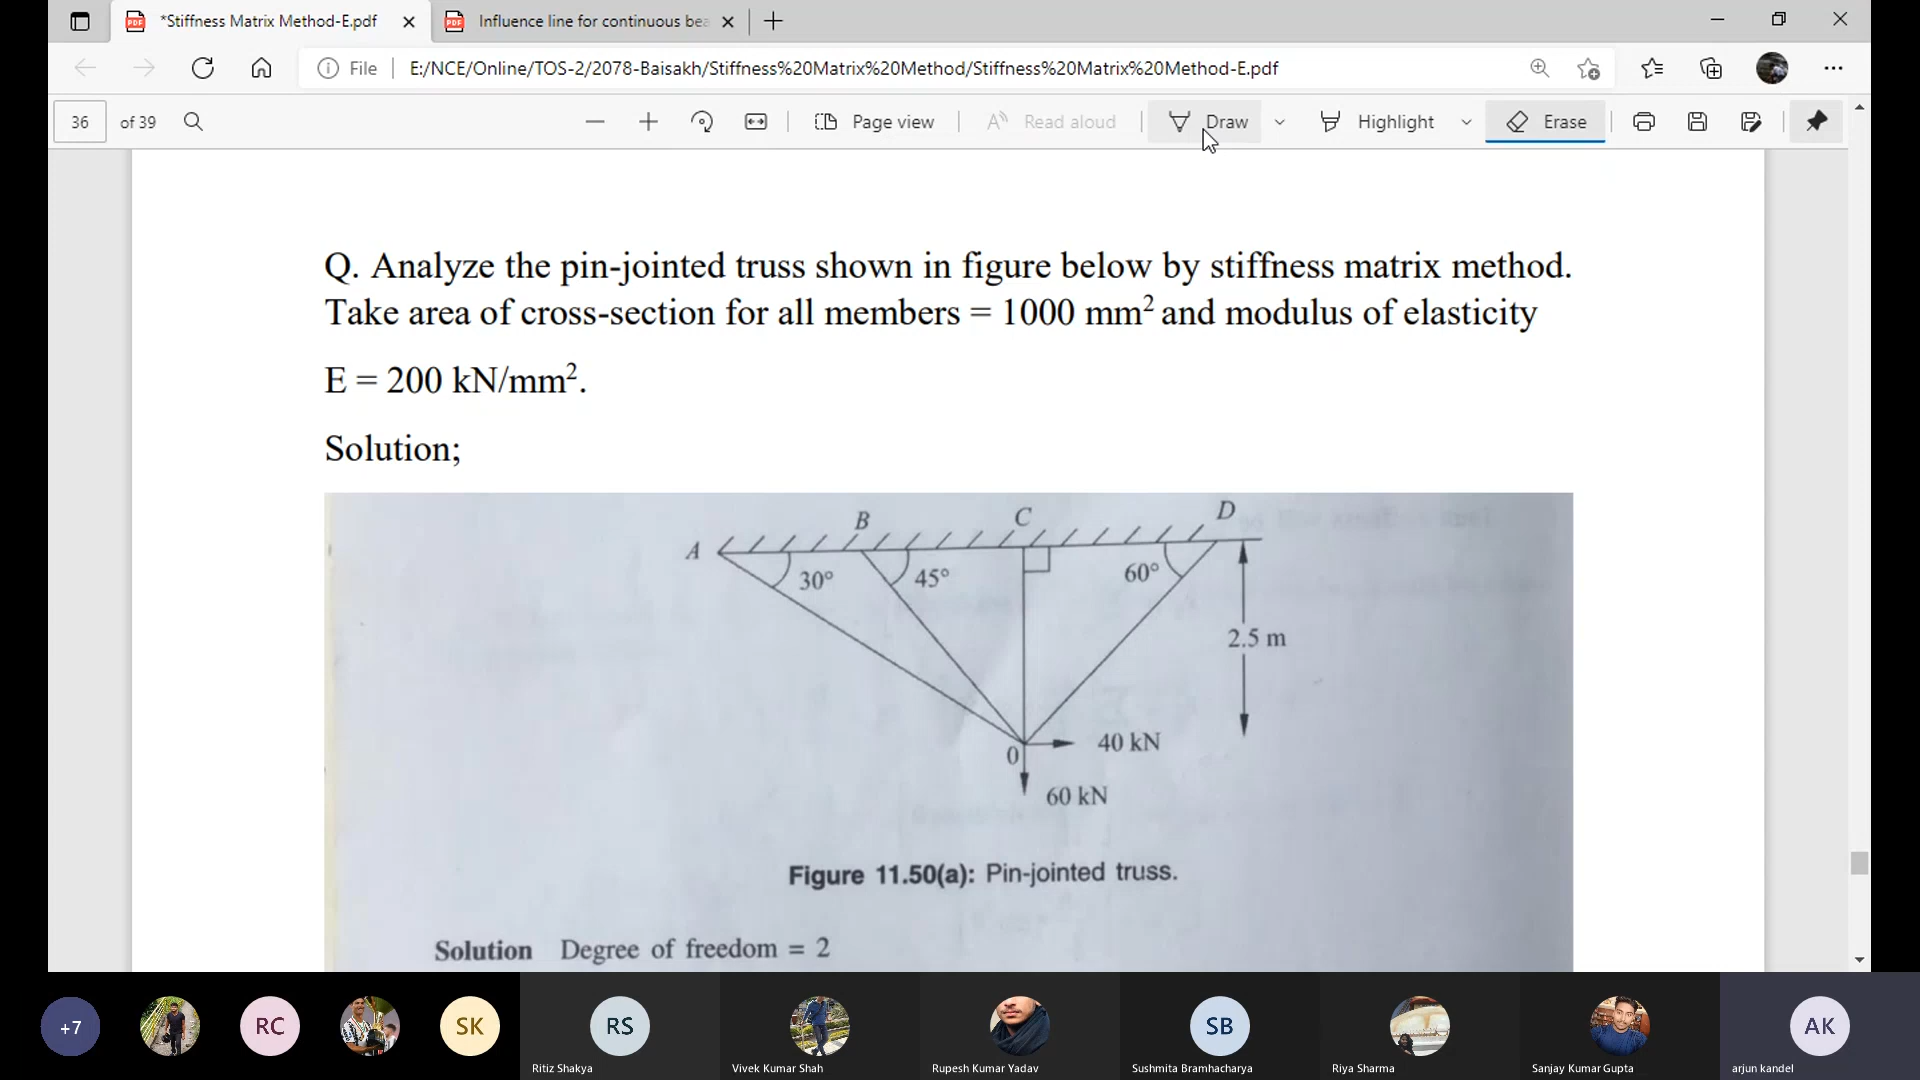 *Stiffness Matrix Method-E.pdf
Influence line for continuous bea
File
E:/NCE/Online/TOS-2/2078-Baisakh/Stiffness%20Matrix%20Method/Stiffness%20Matrix%20Method-E.pdf
36 of 39
Page view
Read aloud
Draw
Highlight
Erase
Q. Analyze the pin-jointed truss shown in figure below by stiffness matrix method.
Take area of cross-section for all members = 1000 mm² and modulus of elasticity
E = 200 kN/mm².
Solution;
A
B
C
D
30°
45°
60°
2.5 m
0
40 kN
60 kN
Figure 11.50(a): Pin-jointed truss.
Solution Degree of freedom = 2
+7
RC
SK
RS
SB
AK
Ritiz Shakya
Vivek Kumar Shah
Rupesh Kumar Yadav
Sushmita Bramhacharya
Riya Sharma
Sanjay Kumar Gupta
arjun kandel